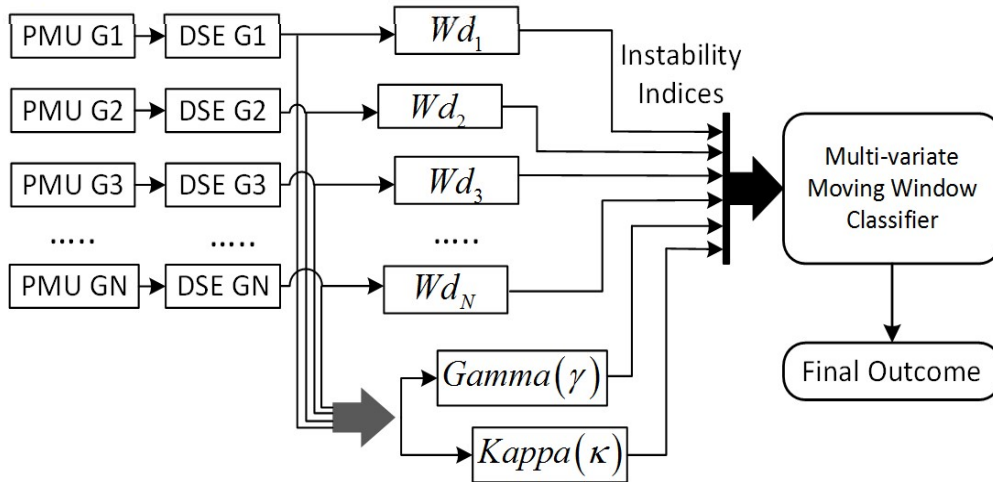 PMU G1 DSE G1 Wd₁
Instability
Indices
PMU G2 DSE G2 Wd₂
PMU G3 DSE G3 Wd₃
Multi-variate
Moving Window
Classifier
..... ..... .....
PMU GN DSE GN Wd_N
Gamma(γ)
Final Outcome
Kappa(κ)